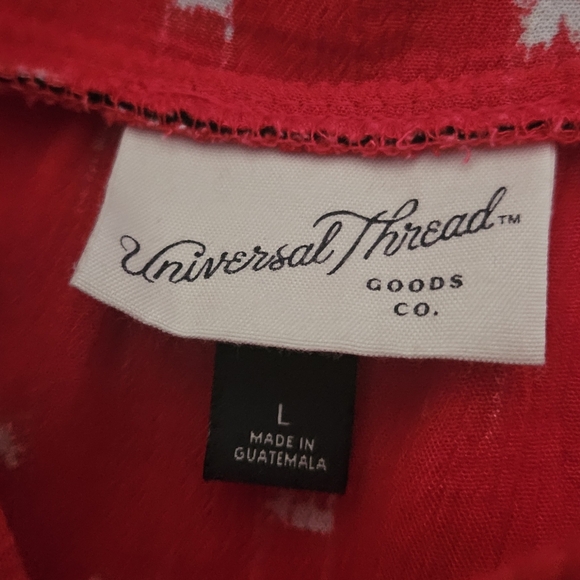 Universal Thread™
GOODS
CO.
L
MADE IN
GUATEMALA